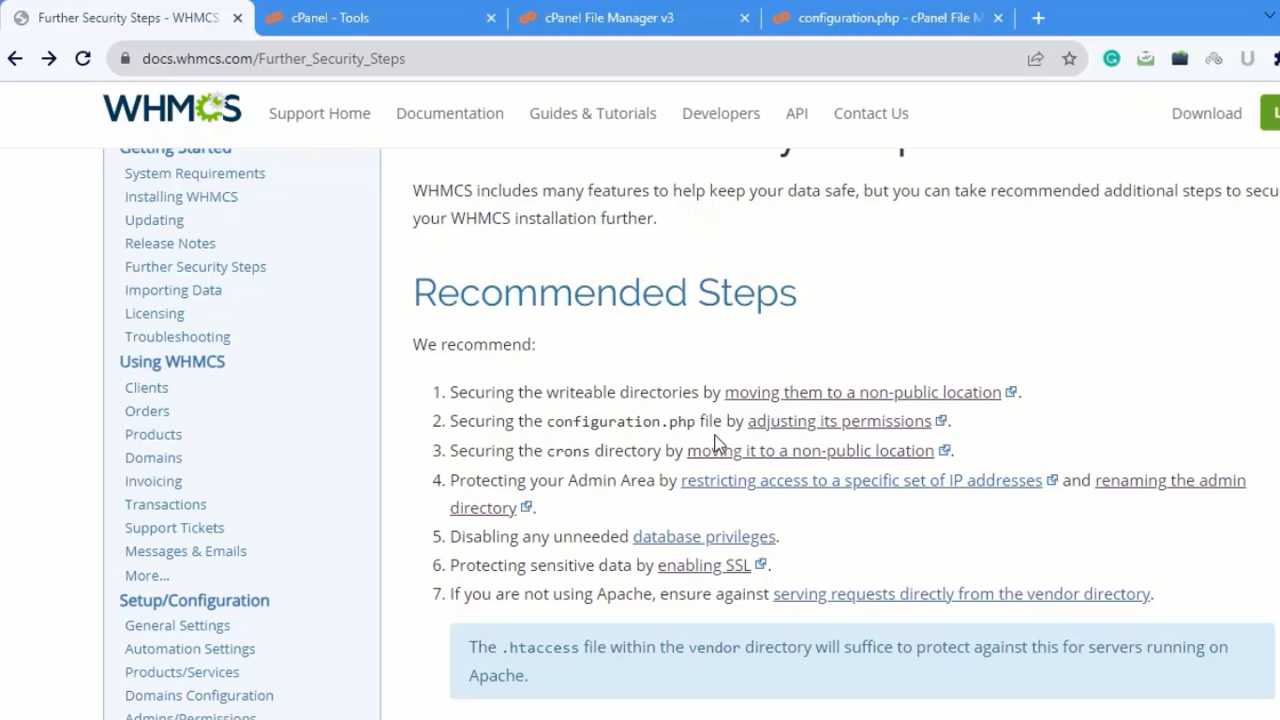 Further Security Steps - WHMCS
cPanel - Tools
cPanel File Manager v3
configuration.php - cPanel File M
docs.whmcs.com/Further_Security_Steps
WHMCS
Support Home
Documentation
Guides & Tutorials
Developers
API
Contact Us
Download
Getting Started
System Requirements
Installing WHMCS
Updating
Release Notes
Further Security Steps
Importing Data
Licensing
Troubleshooting
Using WHMCS
Clients
Orders
Products
Domains
Invoicing
Transactions
Support Tickets
Messages & Emails
More...
Setup/Configuration
General Settings
Automation Settings
Products/Services
Domains Configuration
Admins/Permissions
WHMCS includes many features to help keep your data safe, but you can take recommended additional steps to secu
your WHMCS installation further.
Recommended Steps
We recommend:
1. Securing the writeable directories by moving them to a non-public location.
2. Securing the configuration.php file by adjusting its permissions.
3. Securing the crons directory by moving it to a non-public location.
4. Protecting your Admin Area by restricting access to a specific set of IP addresses and renaming the admin
directory.
5. Disabling any unneeded database privileges.
6. Protecting sensitive data by enabling SSL.
7. If you are not using Apache, ensure against serving requests directly from the vendor directory.
The .htaccess file within the vendor directory will suffice to protect against this for servers running on
Apache.